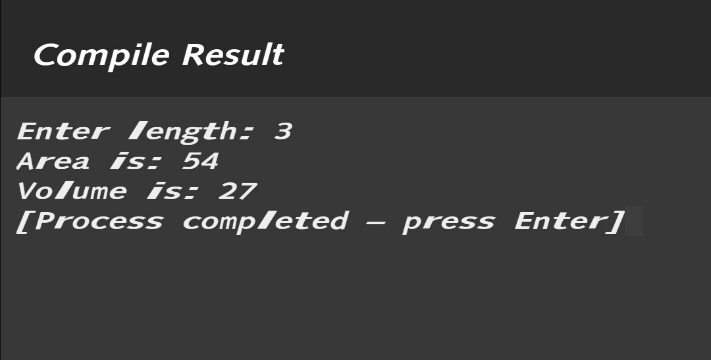 Compile Result
Enter length: 3
Area is: 54
Volume is: 27
[Process completed – press Enter]